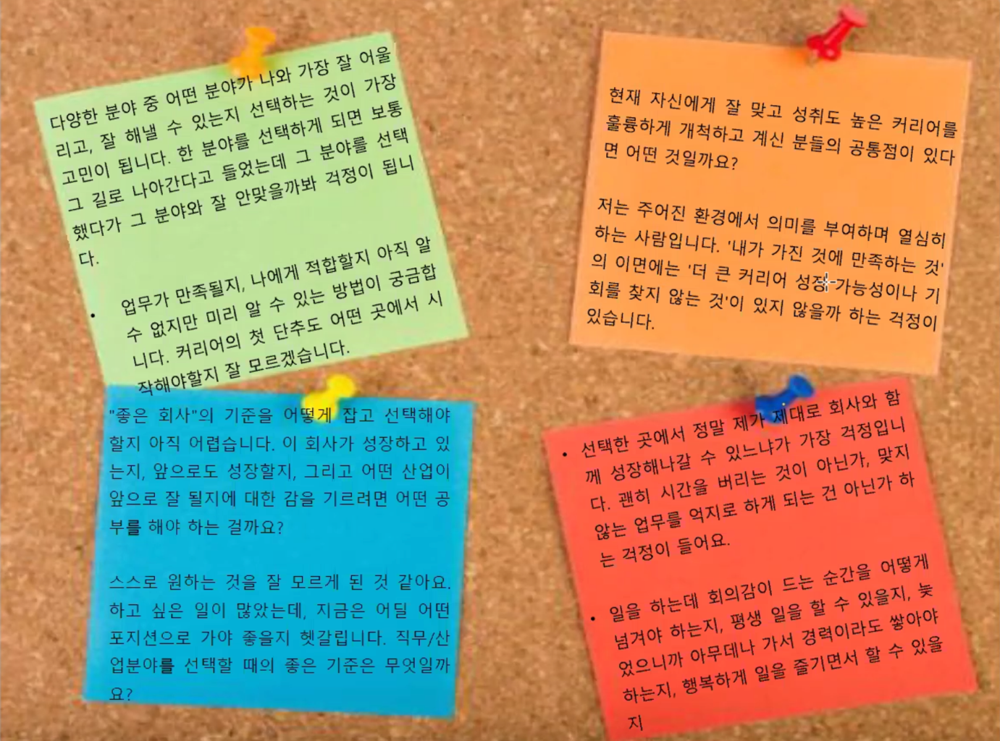 다양한 분야 중 어떤 분야가 나와 가장 잘 어울
리고, 잘 해낼 수 있는지 선택하는 것이 가장
고민이 됩니다. 한 분야를 선택하게 되면 보통
그 길로 나아간다고 들었는데 그 분야를 선택
했다가 그 분야와 잘 안맞을까봐 걱정이 됩니
다.
• 업무가 만족될지, 나에게 적합할지 아직 알
수 없지만 미리 알 수 있는 방법이 궁금합
니다. 커리어의 첫 단추도 어떤 곳에서 시
작해야할지 잘 모르겠습니다.
현재 자신에게 잘 맞고 성취도 높은 커리어를
훌륭하게 개척하고 계신 분들의 공통점이 있다
면 어떤 것일까요?
저는 주어진 환경에서 의미를 부여하며 열심히
하는 사람입니다. '내가 가진 것에 만족하는 것'
의 이면에는 '더 큰 커리어 성장 가능성이나 기
회를 찾지 않는 것'이 있지 않을까 하는 걱정이
있습니다.
"좋은 회사"의 기준을 어떻게 잡고 선택해야
할지 아직 어렵습니다. 이 회사가 성장하고 있
는지, 앞으로도 성장할지, 그리고 어떤 산업이
앞으로 잘 될지에 대한 감을 기르려면 어떤 공
부를 해야 하는 걸까요?
스스로 원하는 것을 잘 모르게 된 것 같아요.
하고 싶은 일이 많았는데, 지금은 어딜 어떤
포지션으로 가야 좋을지 헷갈립니다. 직무/산
업분야를 선택할 때의 좋은 기준은 무엇일까
요?
• 선택한 곳에서 정말 제가 제대로 회사와 함
께 성장해나갈 수 있느냐가 가장 걱정입니
다. 괜히 시간을 버리는 것이 아닌가, 맞지
않는 업무를 억지로 하게 되는 건 아닌가 하
는 걱정이 들어요.
• 일을 하는데 회의감이 드는 순간을 어떻게
넘겨야 하는지, 평생 일을 할 수 있을지, 늦
었으니까 아무데나 가서 경력이라도 쌓아야
하는지, 행복하게 일을 즐기면서 할 수 있을
지